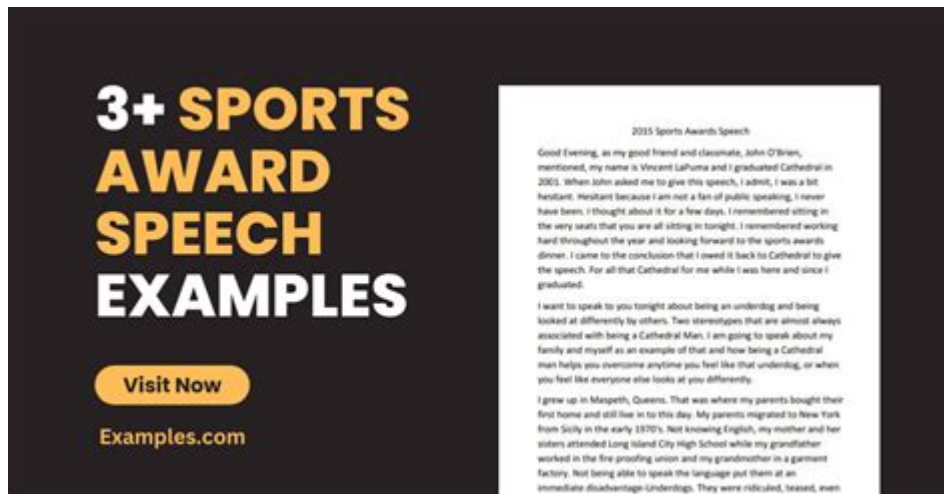 3+ SPORTS
AWARD
SPEECH
EXAMPLES
Visit Now
Examples.com
2015 Sports Awards Speech
Good Evening, as my good friend and classmate, John O'Brien,
mentioned, my name is Vincent LaPuma and I graduated Cathedral in
2001. When John asked me to give this speech, I admit, I was a bit
hesitant. Hesitant because I am not a fan of public speaking, I never
have been. I thought about it for a few days. I remembered sitting in
the very seats that you are all sitting in tonight. I remembered working
hard throughout the year and looking forward to the sports awards
dinner. I came to the conclusion that I owed it back to Cathedral to give
the speech. For all that Cathedral for me while I was here and since I
graduated.
I want to speak to you tonight about being an underdog and being
looked at differently by others. Two stereotypes that are almost always
associated with being a Cathedral Man. I am going to speak about my
family and myself as an example of that and how being a Cathedral
man helps you overcome anytime you feel like that underdog, or when
you feel like everyone else looks at you differently.
I grew up in Maspeth, Queens. That was where my parents bought their
first home and still live in to this day. My parents migrated to New York
from Sicily in the early 1970's. Not knowing English, my mother and her
sisters attended Long Island City High School while my grandfather
worked in the fire proofing union and my grandmother in a garment
factory. Not being able to speak the language put them at an
immediate disadvantage-Underdogs. They were ridiculed, teased, even